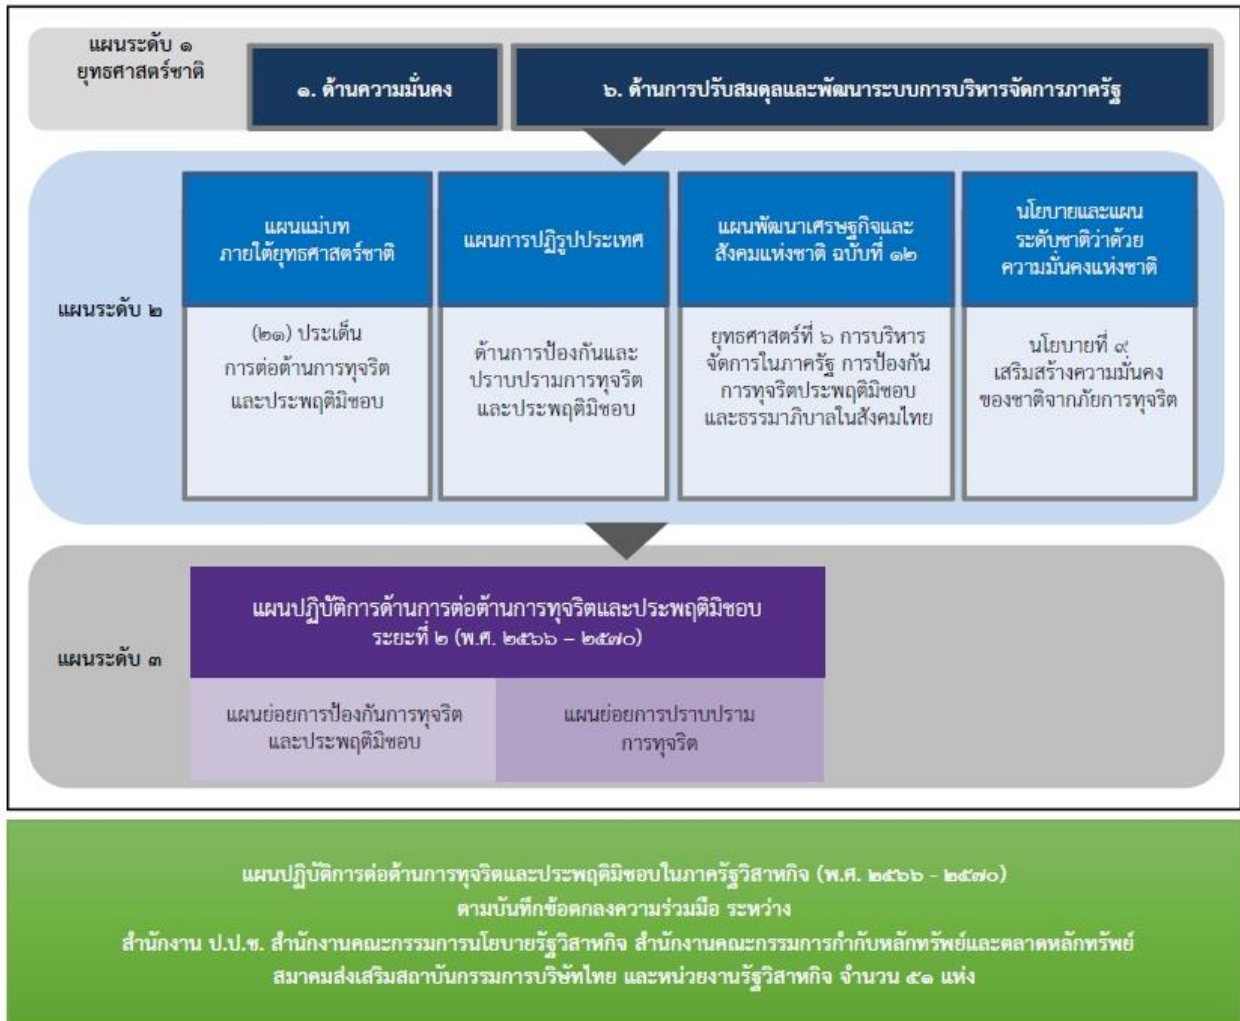 แผนระดับ ๑
ยุทธศาสตร์ชาติ
๑. ด้านความมั่นคง
๖. ด้านการปรับสมดุลและพัฒนาระบบการบริหารจัดการภาครัฐ
แผนระดับ ๒
แผนแม่บท
ภายใต้ยุทธศาสตร์ชาติ
(๒๑) ประเด็น
การต่อต้านการทุจริต
และประพฤติมิชอบ
แผนการปฏิรูปประเทศ
ด้านการป้องกันและ
ปราบปรามการทุจริต
และประพฤติมิชอบ
แผนพัฒนาเศรษฐกิจและ
สังคมแห่งชาติ ฉบับที่ ๑๒
ยุทธศาสตร์ที่ ๖ การบริหาร
จัดการในภาครัฐ การป้องกัน
การทุจริตประพฤติมิชอบ
และธรรมาภิบาลในสังคมไทย
นโยบายและแผน
ระดับชาติว่าด้วย
ความมั่นคงแห่งชาติ
นโยบายที่ ๙
เสริมสร้างความมั่นคง
ของชาติจากภัยการทุจริต
แผนระดับ ๓
แผนปฏิบัติการด้านการต่อต้านการทุจริตและประพฤติมิชอบ
ระยะที่ ๒ (พ.ศ. ๒๕๖๖ – ๒๕๗๐)
แผนย่อยการป้องกันการทุจริต
และประพฤติมิชอบ
แผนย่อยการปราบปราม
การทุจริต
แผนปฏิบัติการต่อต้านการทุจริตและประพฤติมิชอบในภาครัฐวิสาหกิจ (พ.ศ. ๒๕๖๖ - ๒๕๗๐)
ตามบันทึกข้อตกลงความร่วมมือ ระหว่าง
สำนักงาน ป.ป.ช. สำนักงานคณะกรรมการนโยบายรัฐวิสาหกิจ สำนักงานคณะกรรมการกำกับหลักทรัพย์และตลาดหลักทรัพย์
สมาคมส่งเสริมสถาบันกรรมการบริษัทไทย และหน่วยงานรัฐวิสาหกิจ จำนวน ๕๑ แห่ง